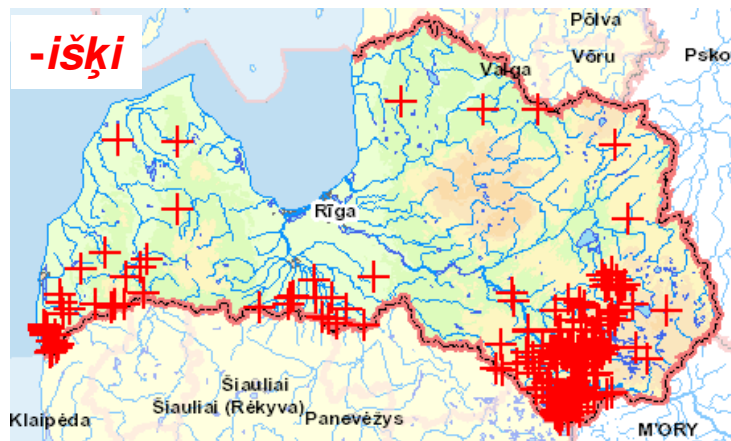 -išķi
Põlva
Võru
Psko
Valga
Rīga
Šiauliai
Šiauliai (Rėkyva)
Panevėžys
Klaipėda
M'ORY